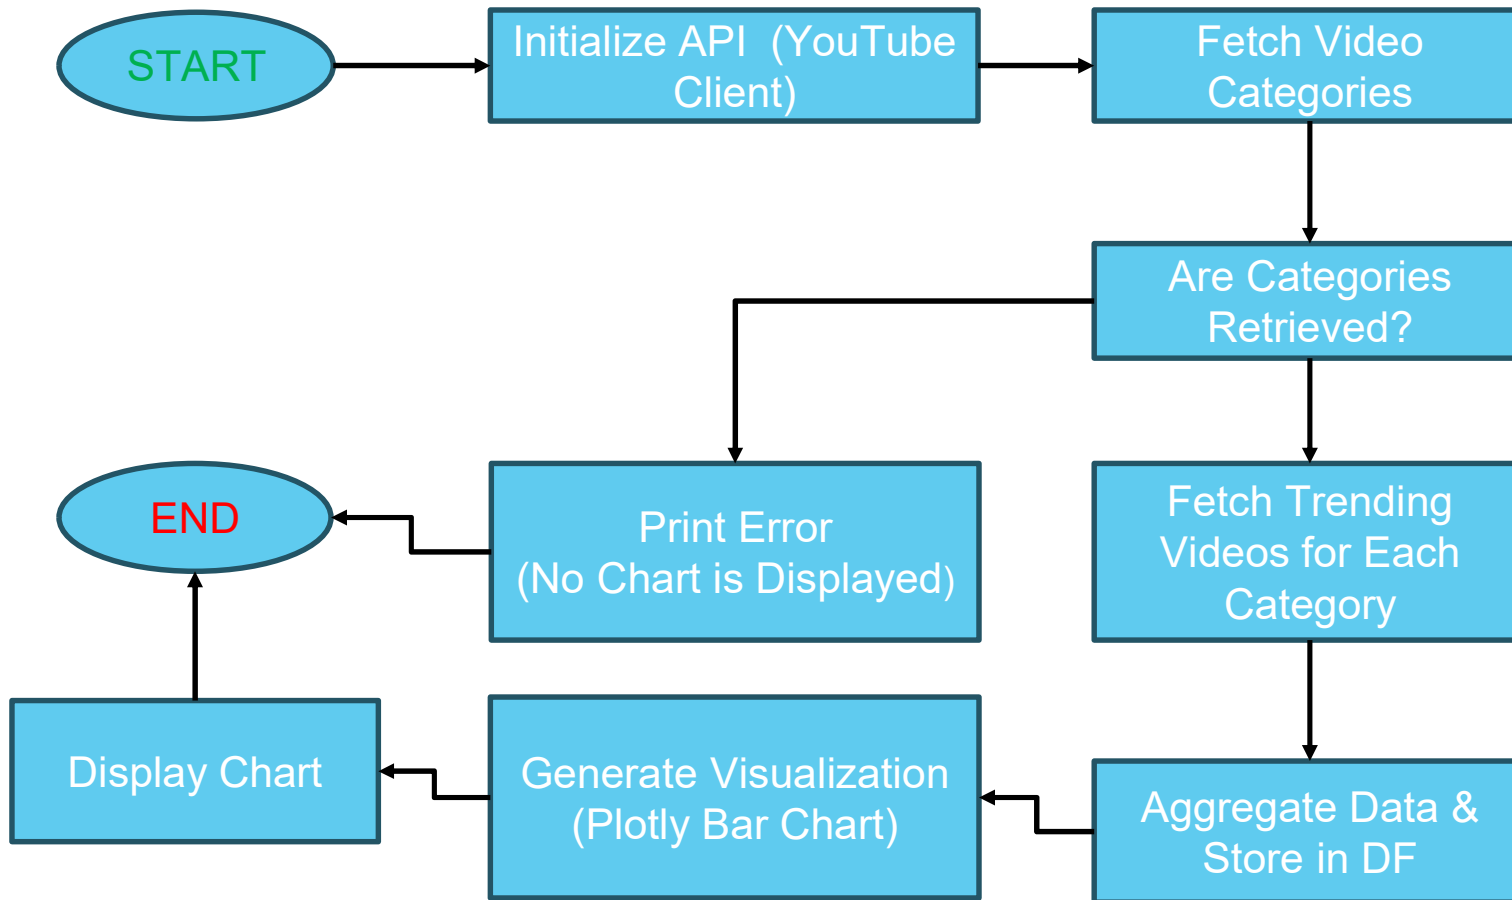 START
Initialize API  (YouTube
Client)
Fetch Video
Categories
Are Categories
Retrieved?
Fetch Trending
Videos for Each
Category
Print Error
(No Chart is Displayed)
END
Aggregate Data &
Store in DF
Generate Visualization
(Plotly Bar Chart)
Display Chart